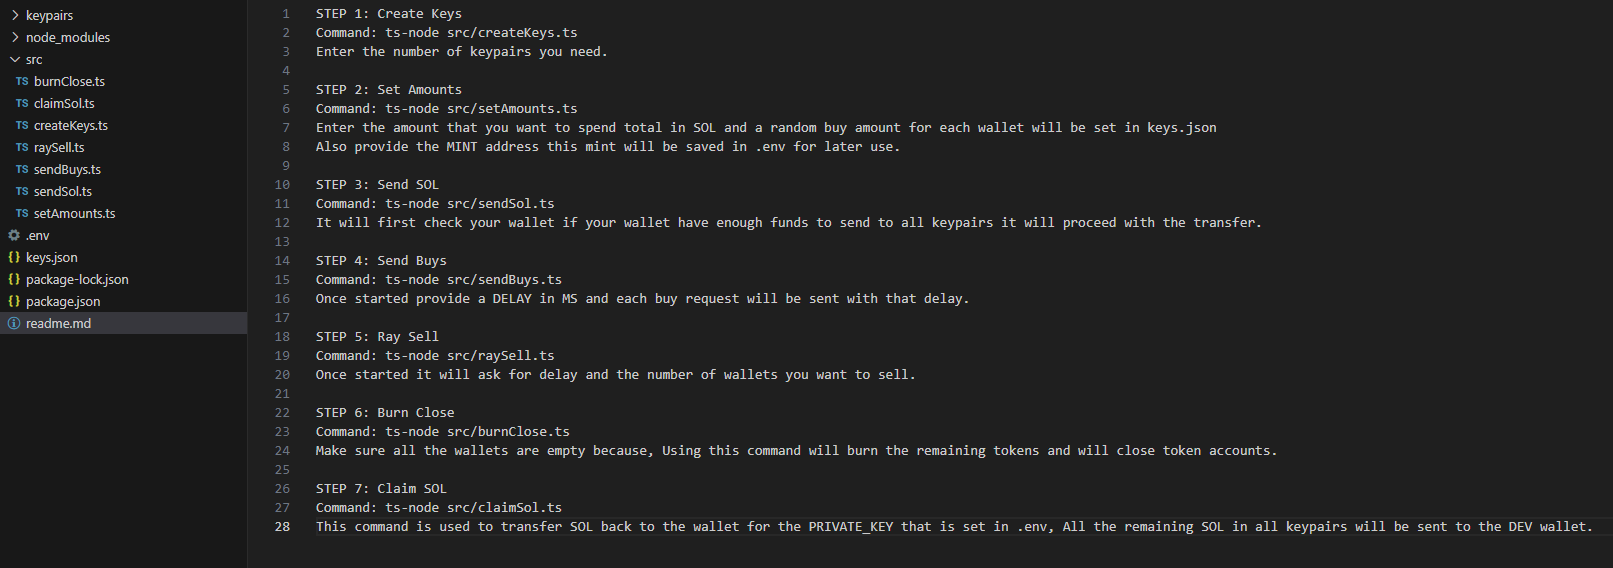 keypairs
node_modules
src
TS burnClose.ts
TS claimSol.ts
TS createKeys.ts
TS raySell.ts
TS sendBuys.ts
TS sendSol.ts
TS setAmounts.ts
.env
{} keys.json
{} package-lock.json
{} package.json
readme.md
1 STEP 1: Create Keys
2 Command: ts-node src/createKeys.ts
3 Enter the number of keypairs you need.
4
5 STEP 2: Set Amounts
6 Command: ts-node src/setAmounts.ts
7 Enter the amount that you want to spend total in SOL and a random buy amount for each wallet will be set in keys.json
8 Also provide the MINT address this mint will be saved in .env for later use.
9
10 STEP 3: Send SOL
11 Command: ts-node src/sendSol.ts
12 It will first check your wallet if your wallet have enough funds to send to all keypairs it will proceed with the transfer.
13
14 STEP 4: Send Buys
15 Command: ts-node src/sendBuys.ts
16 Once started provide a DELAY in MS and each buy request will be sent with that delay.
17
18 STEP 5: Ray Sell
19 Command: ts-node src/raySell.ts
20 Once started it will ask for delay and the number of wallets you want to sell.
21
22 STEP 6: Burn Close
23 Command: ts-node src/burnClose.ts
24 Make sure all the wallets are empty because, Using this command will burn the remaining tokens and will close token accounts.
25
26 STEP 7: Claim SOL
27 Command: ts-node src/claimSol.ts
28 This command is used to transfer SOL back to the wallet for the PRIVATE_KEY that is set in .env, All the remaining SOL in all keypairs will be sent to the DEV wallet.